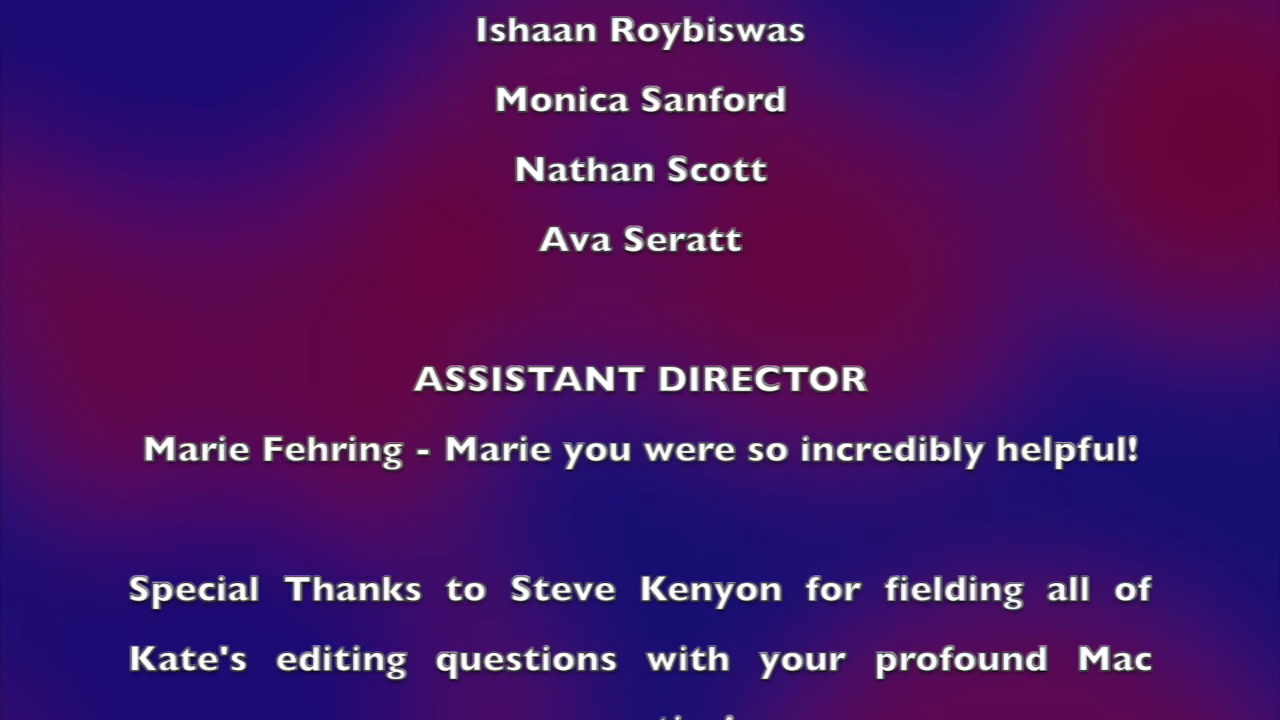 Ishaan Roybiswas
Monica Sanford
Nathan Scott
Ava Seratt
ASSISTANT DIRECTOR
Marie Fehring - Marie you were so incredibly helpful!
Special Thanks to Steve Kenyon for fielding all of
Kate's editing questions with your profound Mac